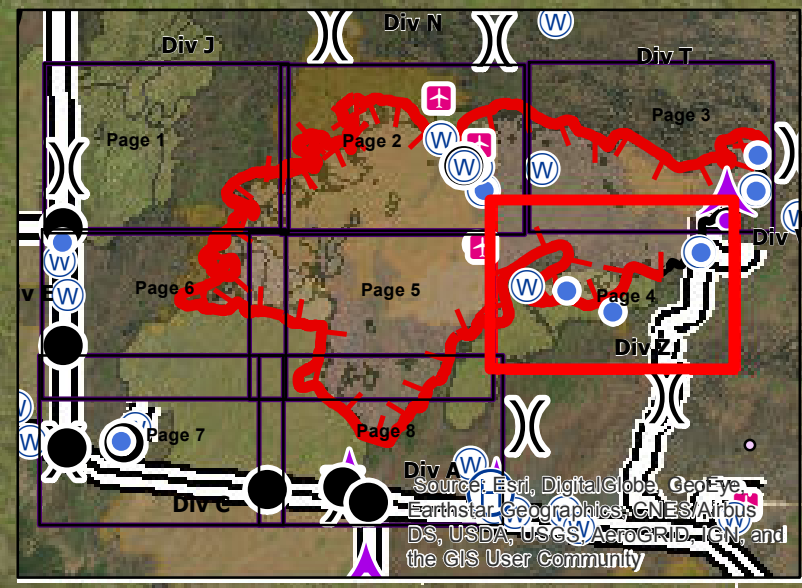 Div N
Div J
Div T
W
Page 3
Page 1
Page 2
W
W
W
Div
W
Page 6
Page 5
W
W
Page 4
Div Z
Page 7
Page 8
W
W
Div A
Div C
Source: Esri, DigitalGlobe, GeoEye,
Earthstar Geographics, CNES/Airbus
DS, USDA, USGS, AeroGRID, IGN, and
the GIS User Community